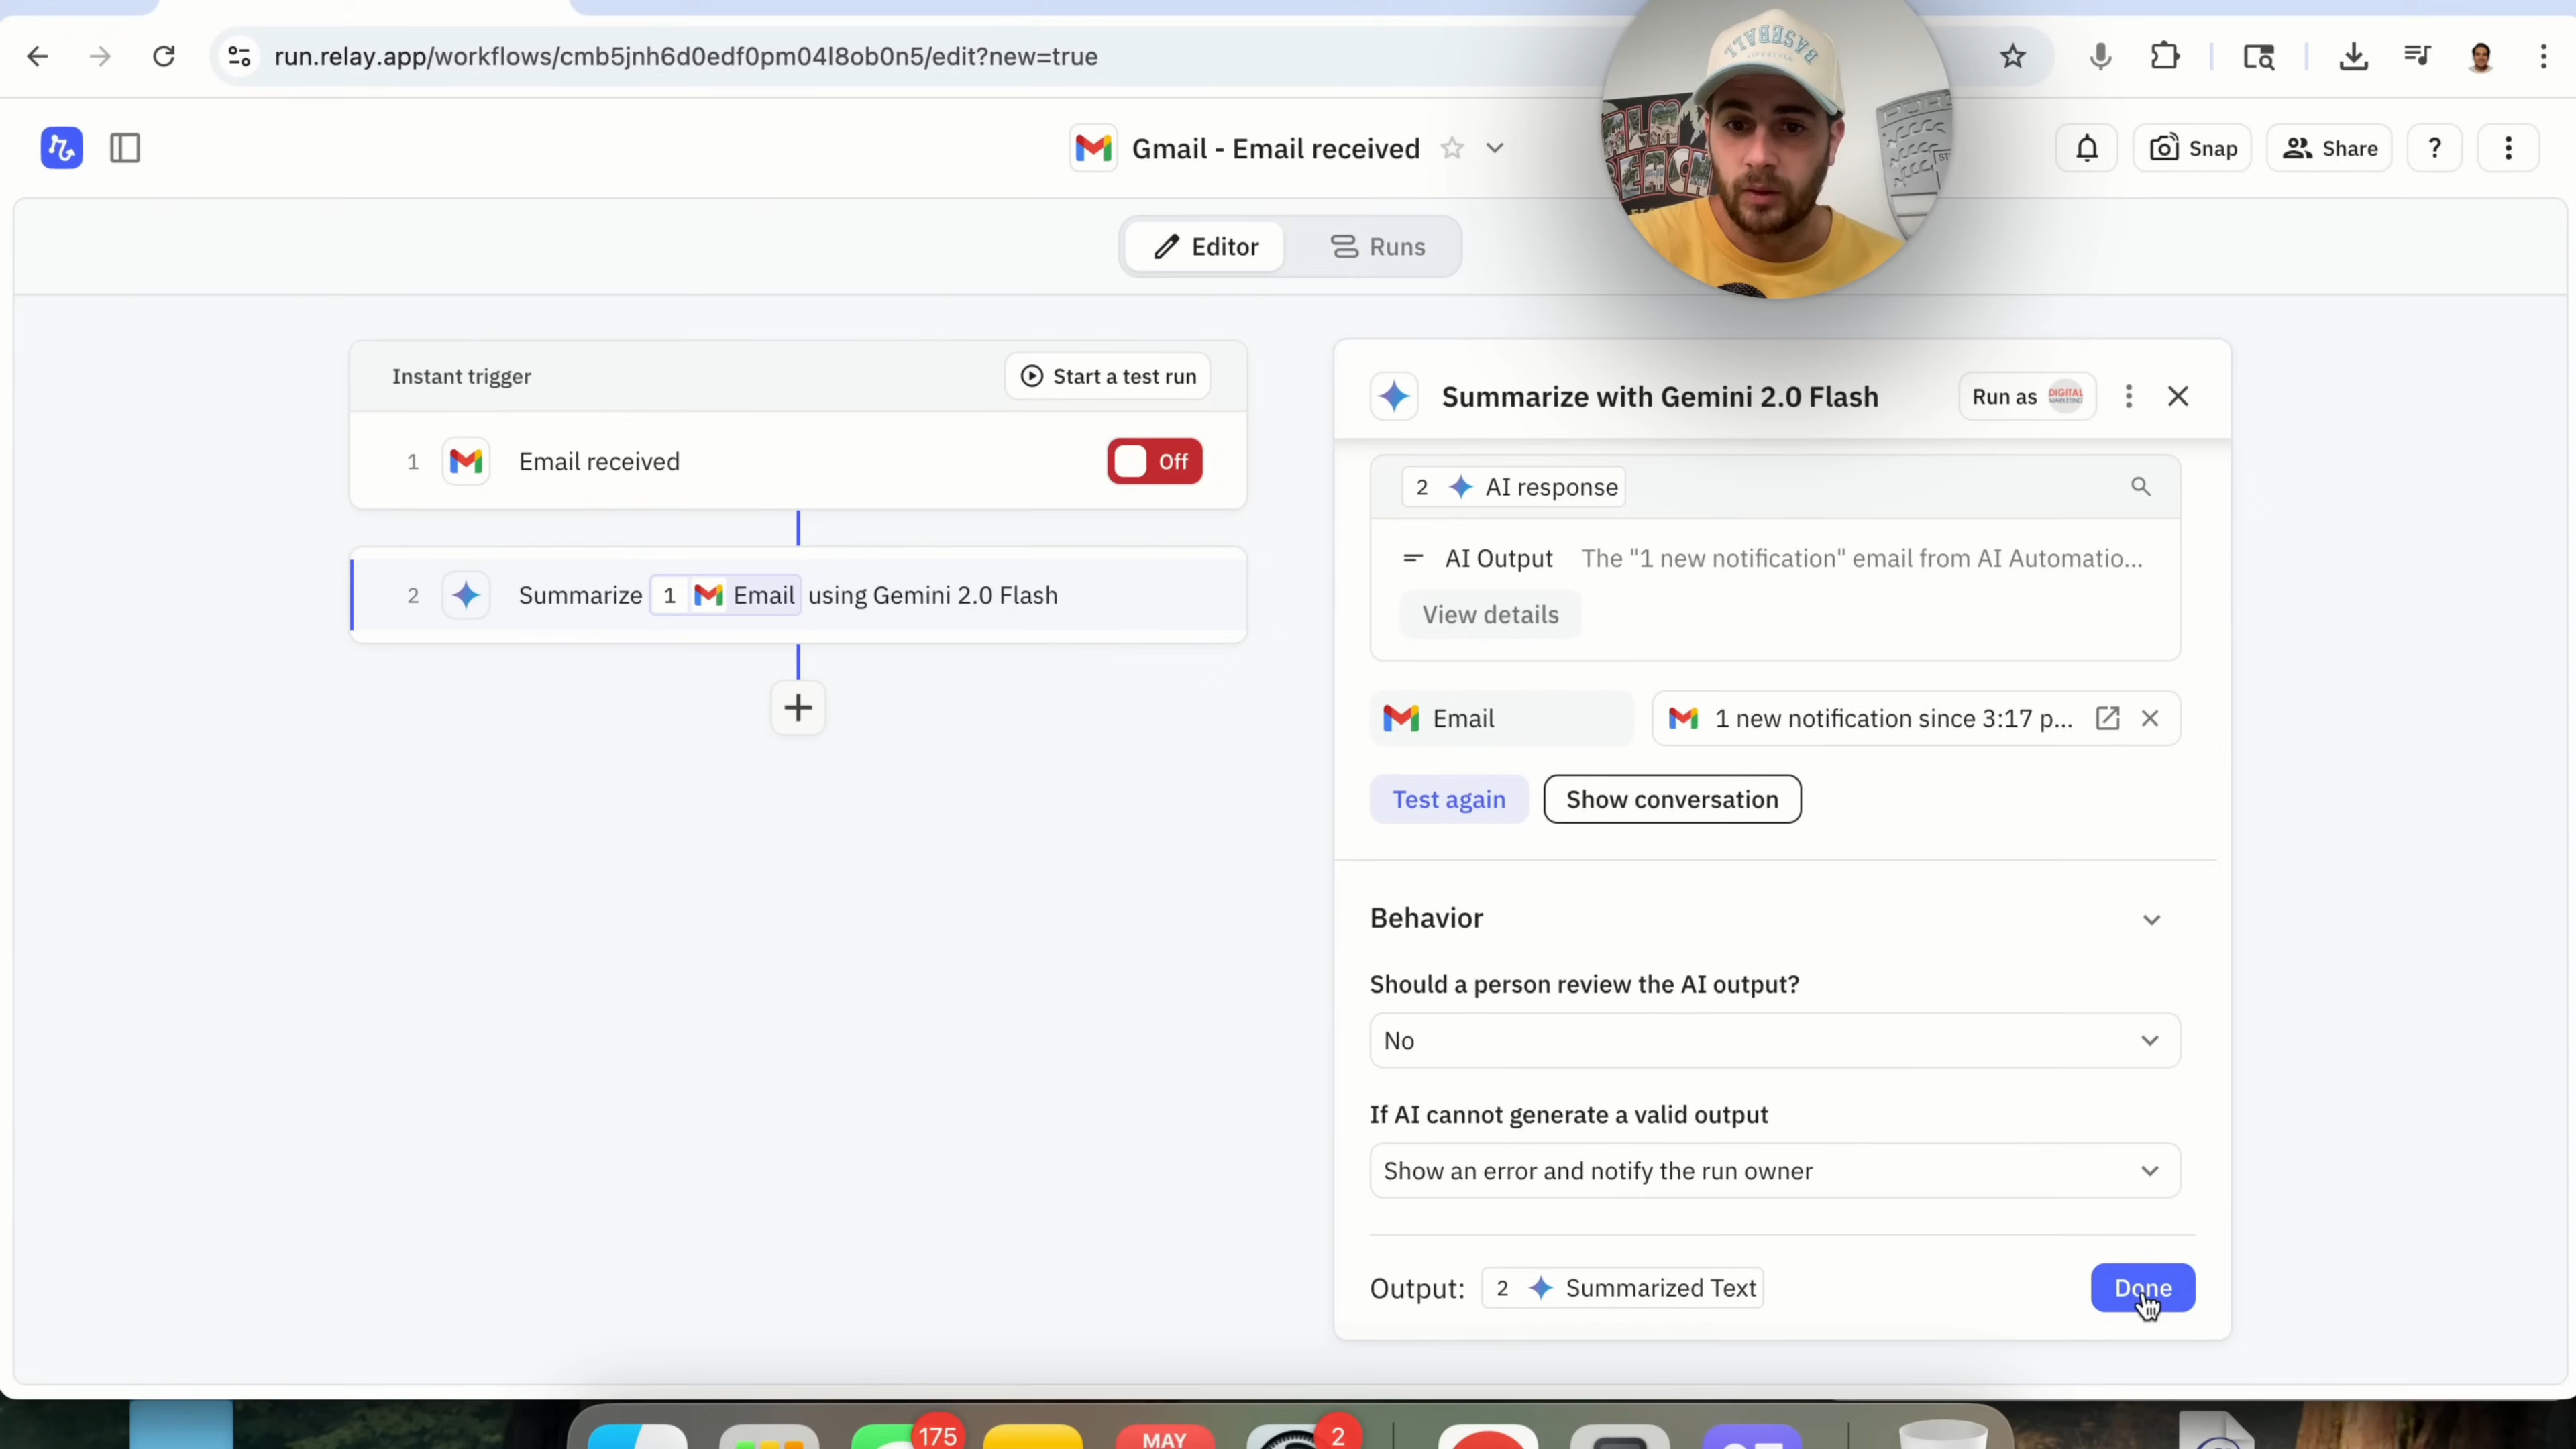 run.relay.app/workflows/cmb5jnh6d0edf0pm04l8ob0n5/edit?new=true
BASEBALL
Gmail - Email received
Snap
Share
?
Editor
Runs
Instant trigger
Start a test run
1 Email received
Off
2 Summarize 1 Email using Gemini 2.0 Flash
+
Summarize with Gemini 2.0 Flash
Run as DIGITAL MARKETING
2 AI response
AI Output The "1 new notification" email from AI Automatio...
View details
Email
1 new notification since 3:17 p...
Test again
Show conversation
Behavior
Should a person review the AI output?
No
If AI cannot generate a valid output
Show an error and notify the run owner
Output: 2 Summarized Text
Done
175
MAY
2